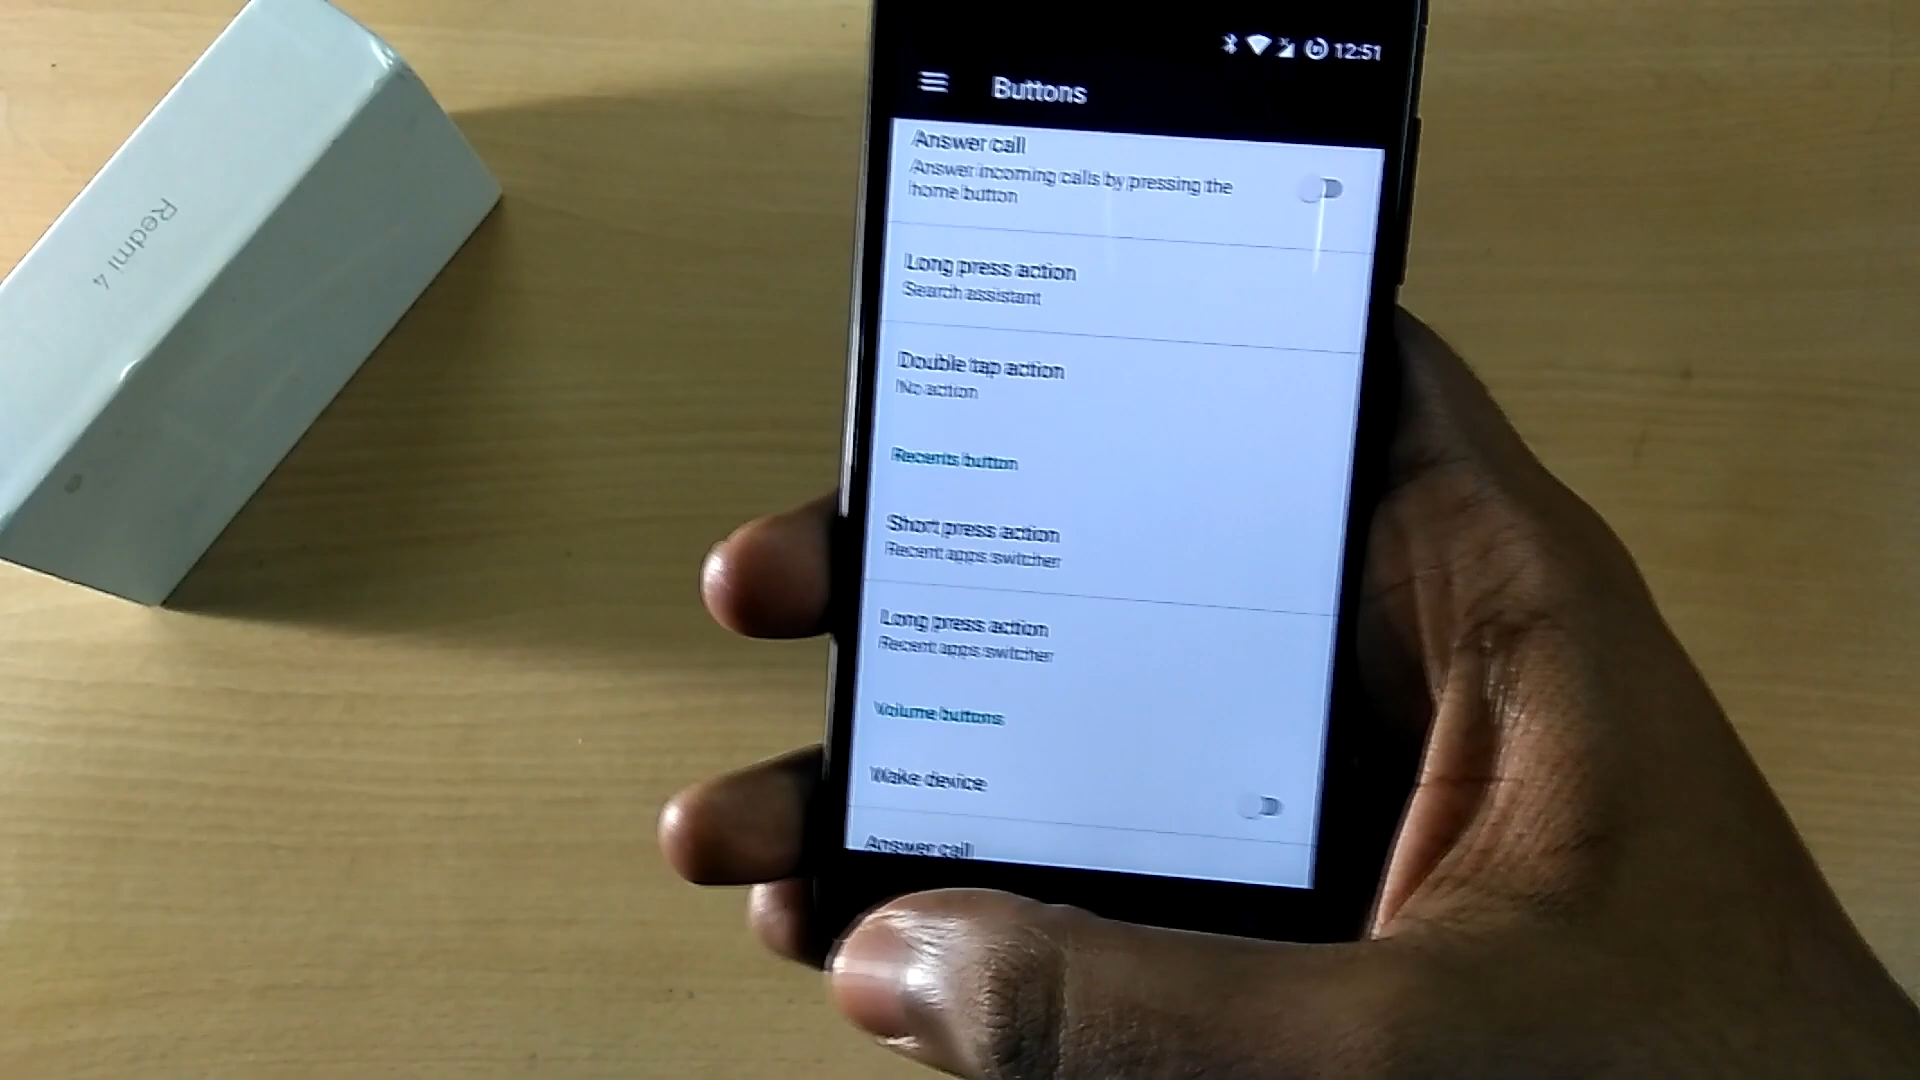 Redmi 4
12:51
Buttons
Answer call
Answer incoming calls by pressing the
home button
Long press action
Search assistant
Double tap action
No action
Recents button
Short press action
Recent apps switcher
Long press action
Recent apps switcher
Volume buttons
Wake device
Answer call